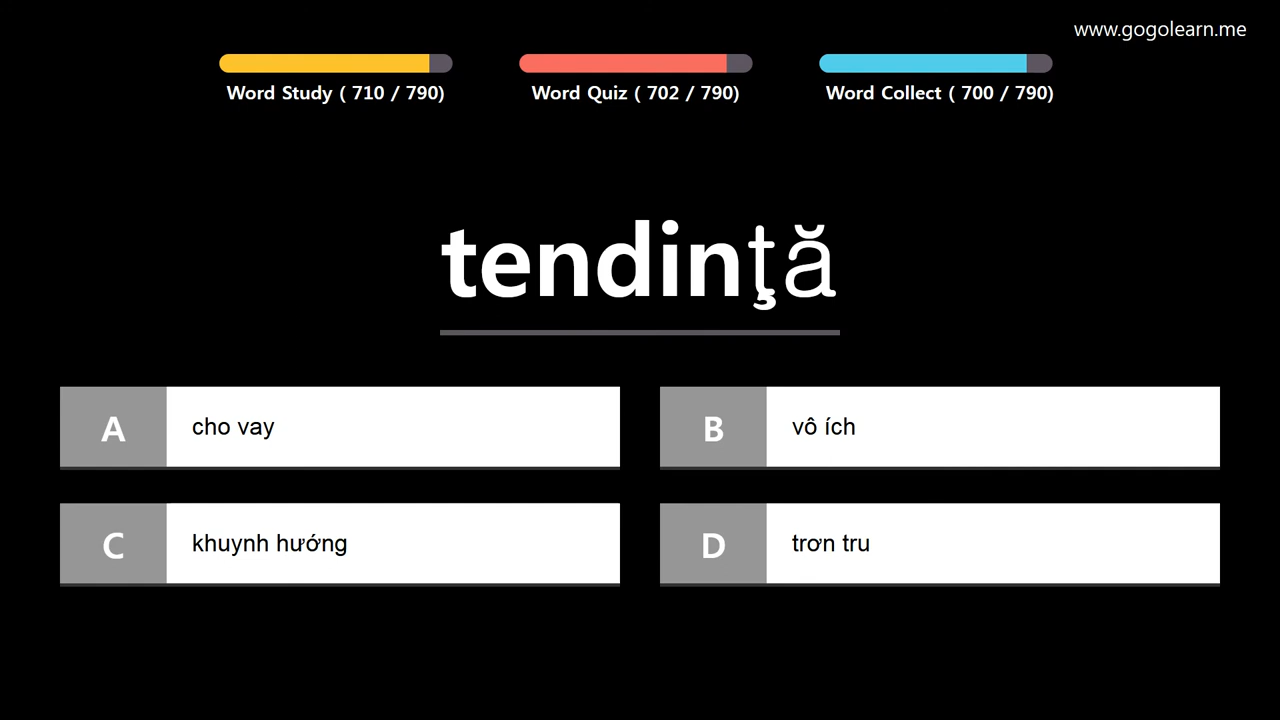 www.gogolearn.me
Word Study ( 710 / 790)
Word Quiz ( 702 / 790)
Word Collect ( 700 / 790)
tendinţă
A cho vay
B vô ích
C khuynh hướng
D trơn tru